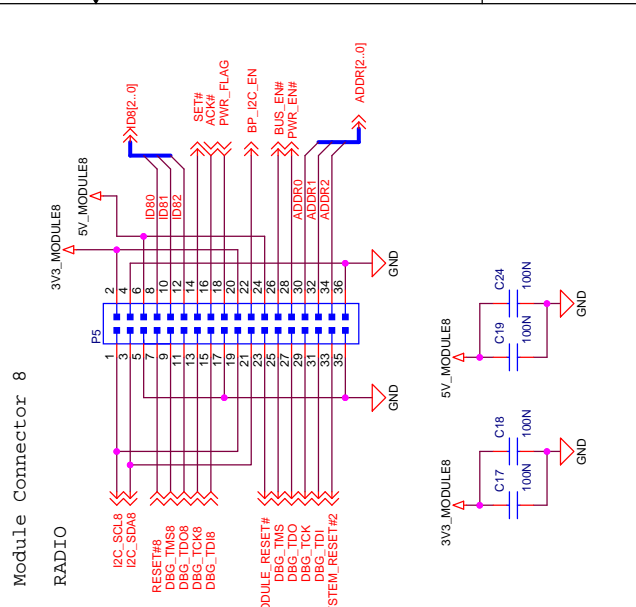 Module Connector 8
RADIO
3V3_MODULE8
5V_MODULE8
ID8[2..0]
SET#
ACK#
PWR_FLAG
BP_I2C_EN
BUS_EN#
PWR_EN#
ADDR[2..0]
ID80
ID81
ID82
ADDR0
ADDR1
ADDR2
P5
2
4
6
8
10
12
14
16
18
20
22
24
26
28
30
32
34
36
1
3
5
7
9
11
13
15
17
19
21
23
25
27
29
31
33
35
GND
GND
I2C_SCL8
I2C_SDA8
RESET#8
DBG_TMS8
DBG_TDO8
DBG_TCK8
DBG_TDI8
ODULE_RESET#
DBG_TMS
DBG_TDO
DBG_TCK
DBG_TDI
STEM_RESET#2
5V_MODULE8
C19
100N
C24
100N
GND
3V3_MODULE8
C17
100N
C18
100N
GND